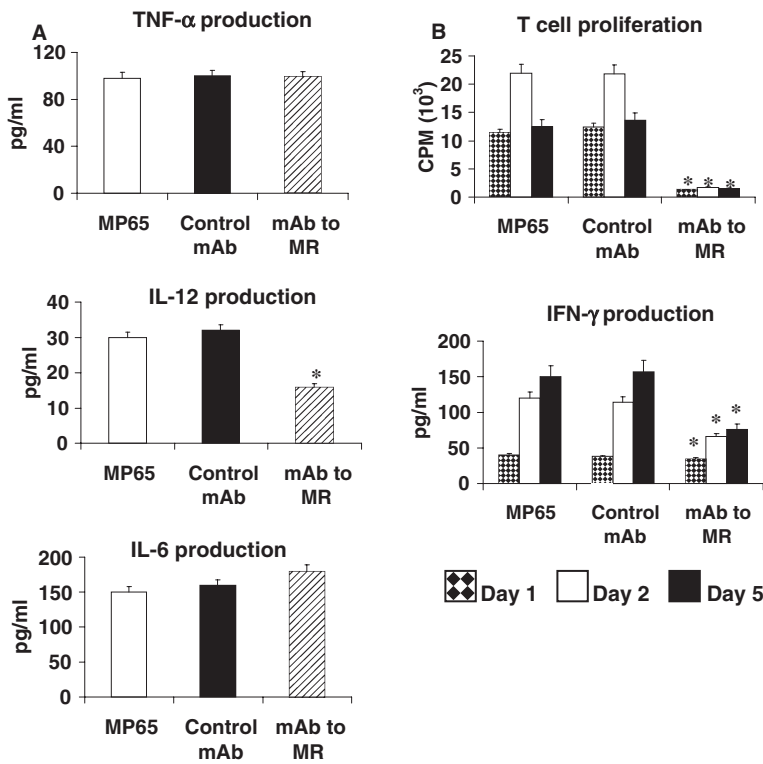 A
TNF-α production
pg/ml
120
80
40
0
MP65
Control
mAb
mAb to
MR
IL-12 production
pg/ml
40
30
20
10
0
*
MP65
Control
mAb
mAb to
MR
IL-6 production
pg/ml
200
150
100
50
0
MP65
Control
mAb
mAb to
MR
B
T cell proliferation
CPM (10³)
25
20
15
10
5
0
* * *
MP65
Control
mAb
mAb to
MR
IFN-γ production
pg/ml
200
150
100
50
0
* * *
MP65
Control
mAb
mAb to
MR
Day 1 Day 2 Day 5